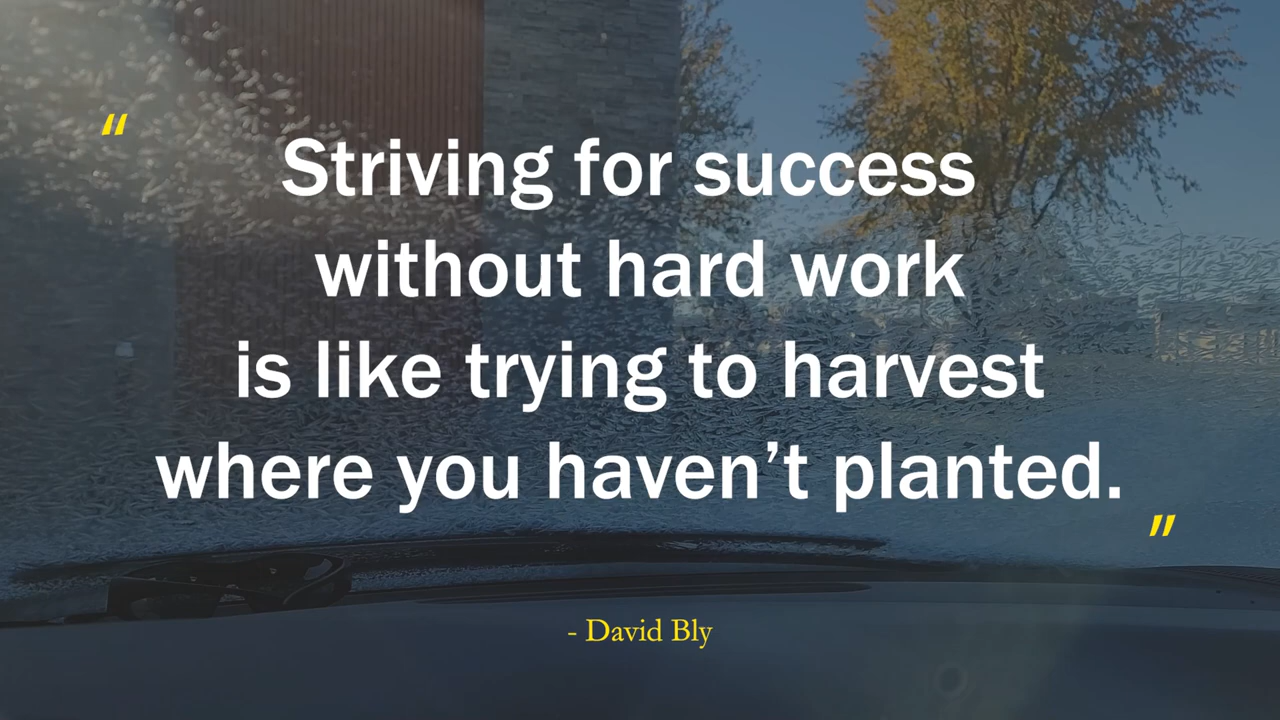 “
Striving for success
without hard work
is like trying to harvest
where you haven’t planted.
”
- David Bly